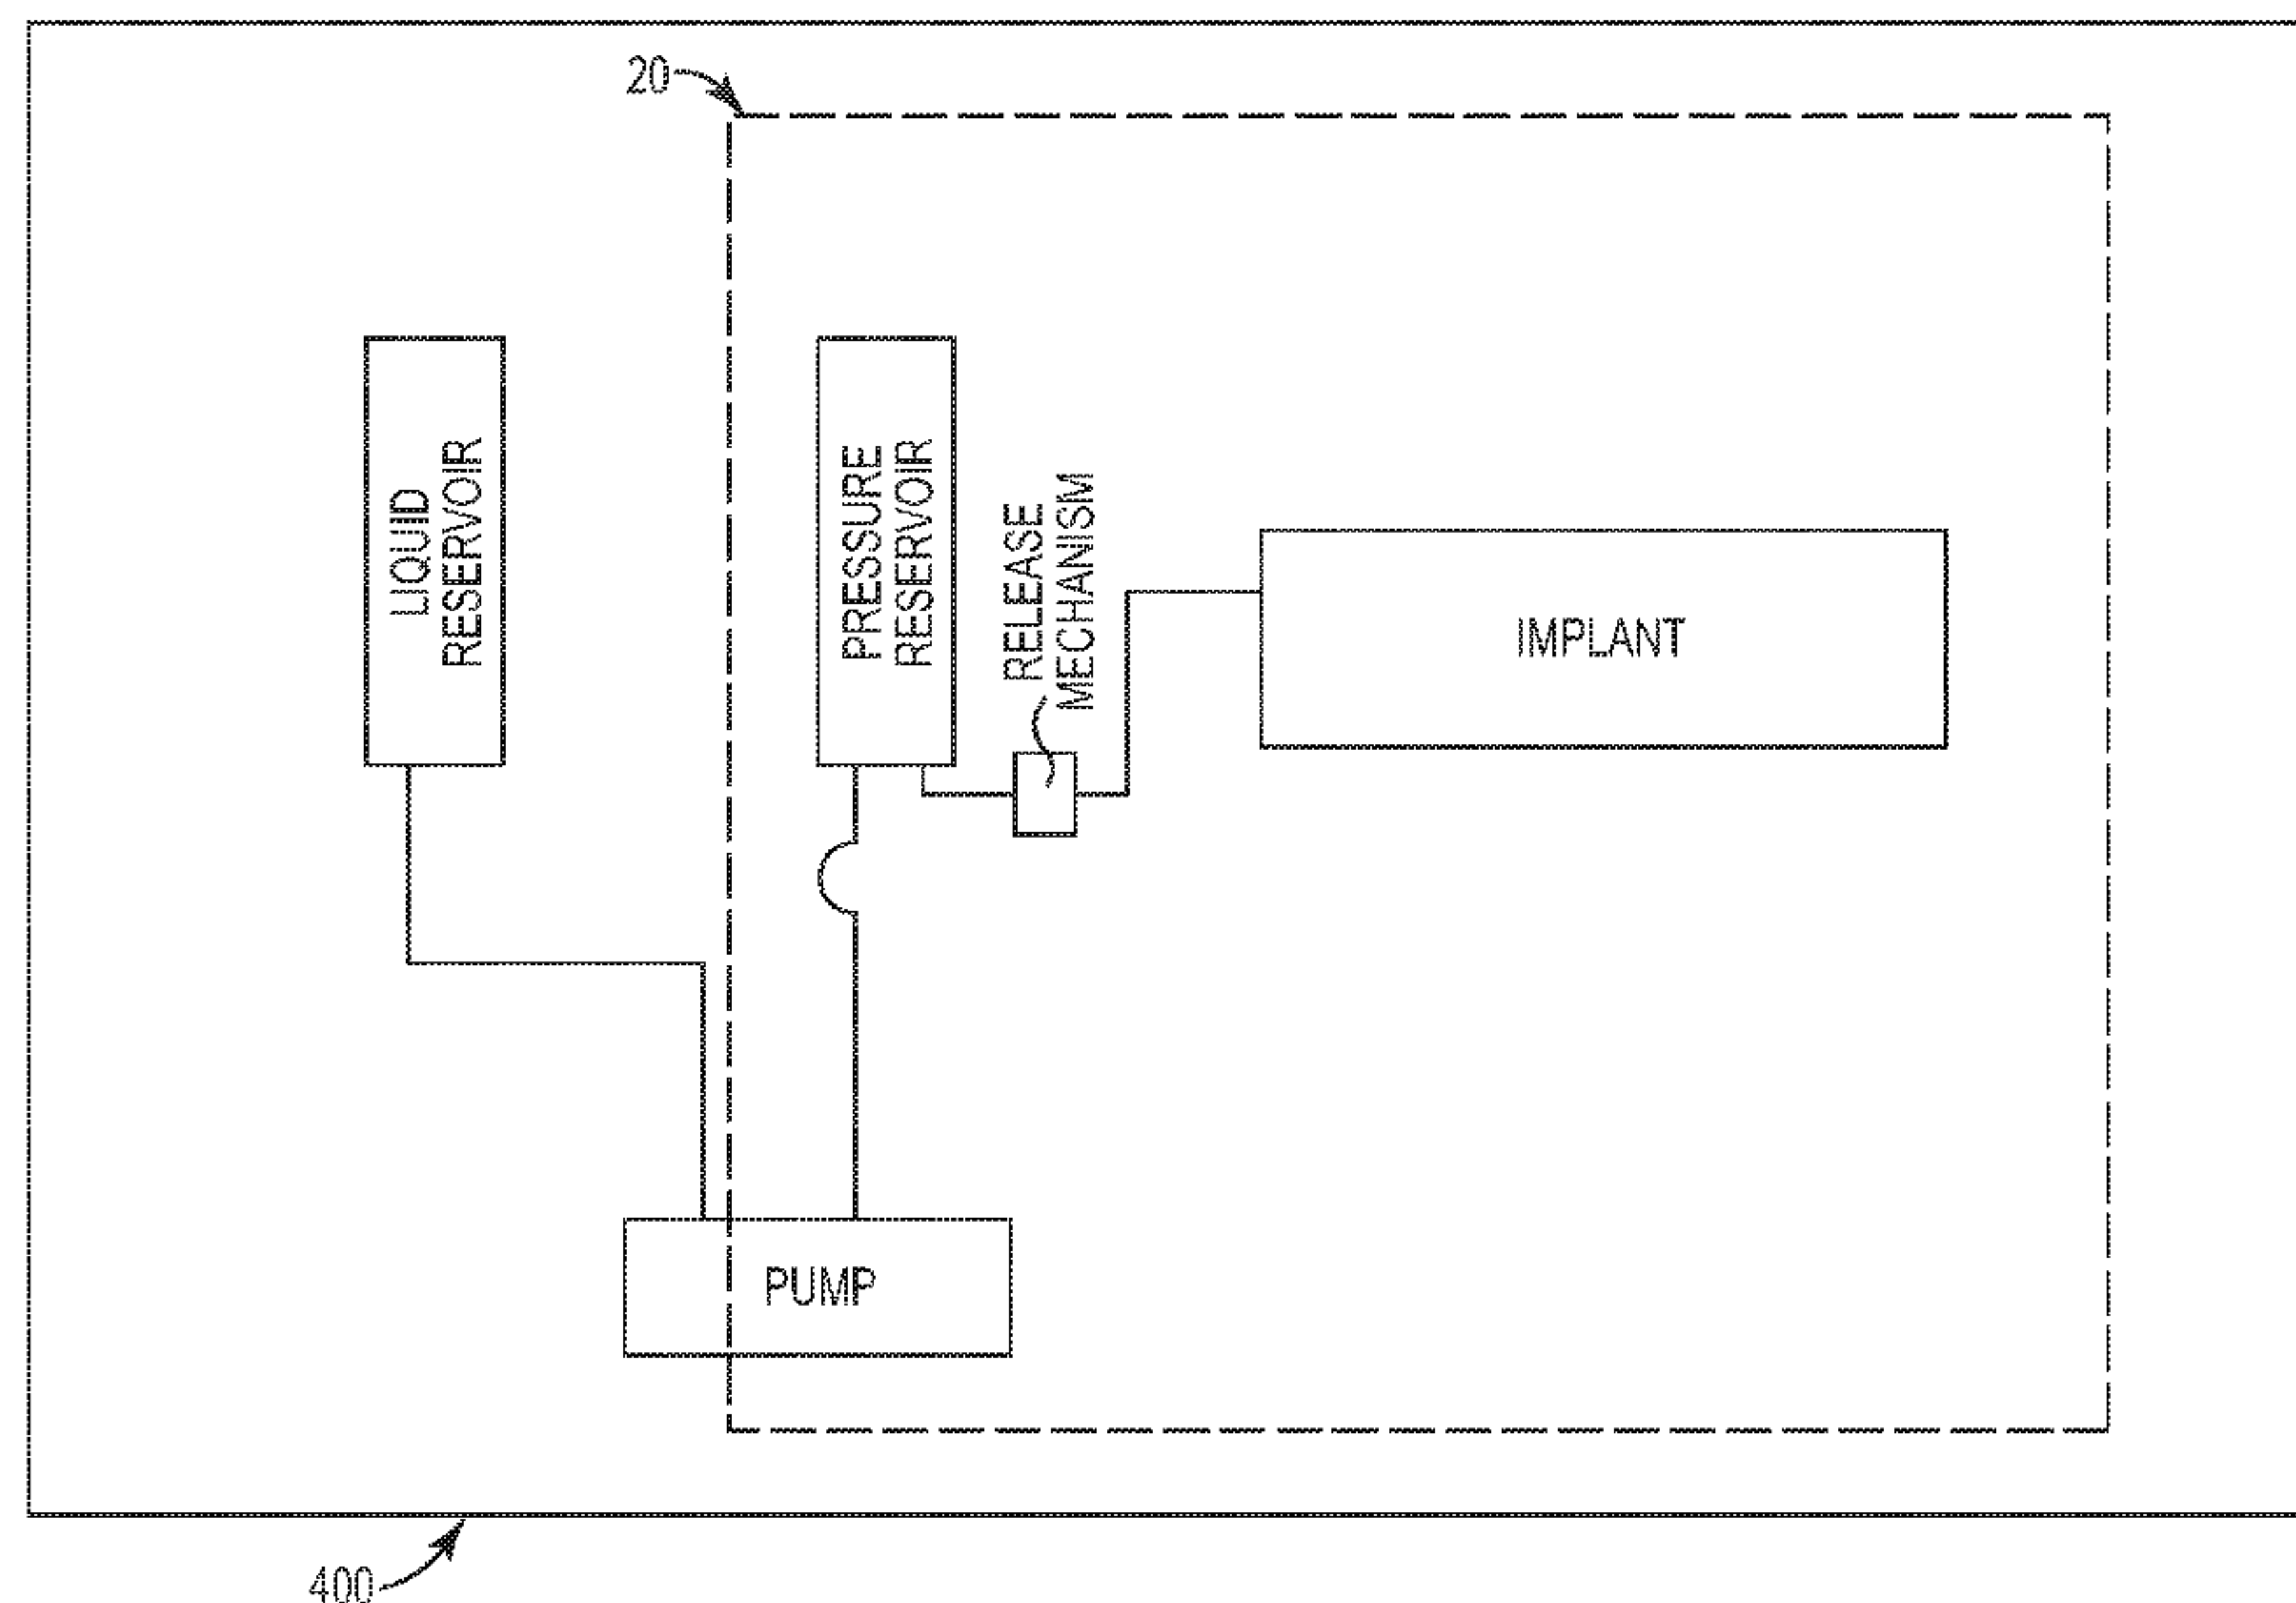 20
LIQUID
RESERVOIR
PRESSURE
RESERVOIR
RELEASE
MECHANISM
IMPLANT
PUMP
400